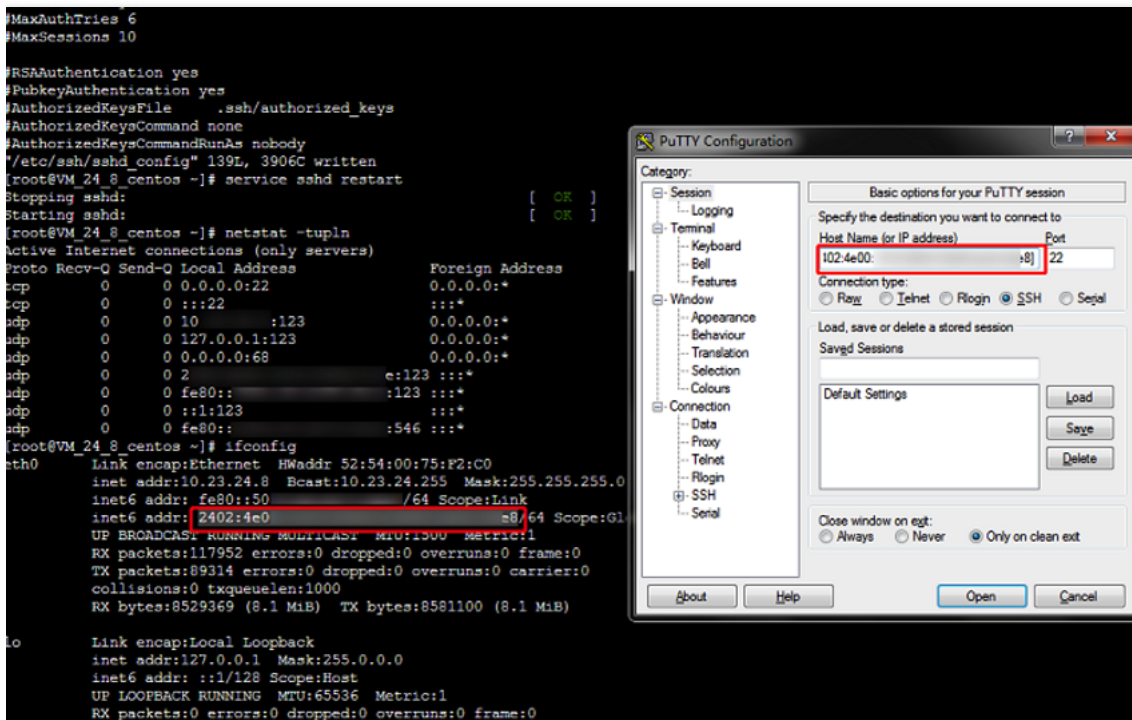 #MaxAuthTries 6
#MaxSessions 10
#RSAAuthentication yes
#PubkeyAuthentication yes
#AuthorizedKeysFile .ssh/authorized_keys
#AuthorizedKeysCommand none
#AuthorizedKeysCommandRunAs nobody
"/etc/ssh/sshd_config" 139L, 3906C written
[root@VM_24_8_centos ~]# service sshd restart
Stopping sshd: [ OK ]
Starting sshd: [ OK ]
[root@VM_24_8_centos ~]# netstat -tupln
Active Internet connections (only servers)
Proto Recv-Q Send-Q Local Address Foreign Address
tcp 0 0 0.0.0.0:22 0.0.0.0:*
tcp 0 0 :::22 :::*
udp 0 0 10 :123 0.0.0.0:*
udp 0 0 127.0.0.1:123 0.0.0.0:*
udp 0 0 0.0.0.0:68 0.0.0.0:*
udp 0 0 2 e:123 :::*
udp 0 0 fe80:: :123 :::*
udp 0 0 ::1:123 :::*
udp 0 0 fe80:: :546 :::*
[root@VM_24_8_centos ~]# ifconfig
eth0 Link encap:Ethernet HWaddr 52:54:00:75:F2:C0
inet addr:10.23.24.8 Bcast:10.23.24.255 Mask:255.255.255.0
inet6 addr: fe80::50 /64 Scope:Link
inet6 addr: 2402:4e0 e8/64 Scope:Gl
UP BROADCAST RUNNING MULTICAST MTU:1500 Metric:1
RX packets:117952 errors:0 dropped:0 overruns:0 frame:0
TX packets:89314 errors:0 dropped:0 overruns:0 carrier:0
collisions:0 txqueuelen:1000
RX bytes:8529369 (8.1 MiB) TX bytes:8581100 (8.1 MiB)
lo Link encap:Local Loopback
inet addr:127.0.0.1 Mask:255.0.0.0
inet6 addr: ::1/128 Scope:Host
UP LOOPBACK RUNNING MTU:65536 Metric:1
RX packets:0 errors:0 dropped:0 overruns:0 frame:0
PuTTY Configuration
Category:
Session
Logging
Terminal
Keyboard
Bell
Features
Window
Appearance
Behaviour
Translation
Selection
Colours
Connection
Data
Proxy
Telnet
Rlogin
SSH
Serial
Basic options for your PuTTY session
Specify the destination you want to connect to
Host Name (or IP address) Port
402:4e00: e8] 22
Connection type:
Raw Telnet Rlogin SSH Serial
Load, save or delete a stored session
Saved Sessions
Default Settings
Load
Save
Delete
Close window on exit:
Always Never Only on clean exit
About Help Open Cancel